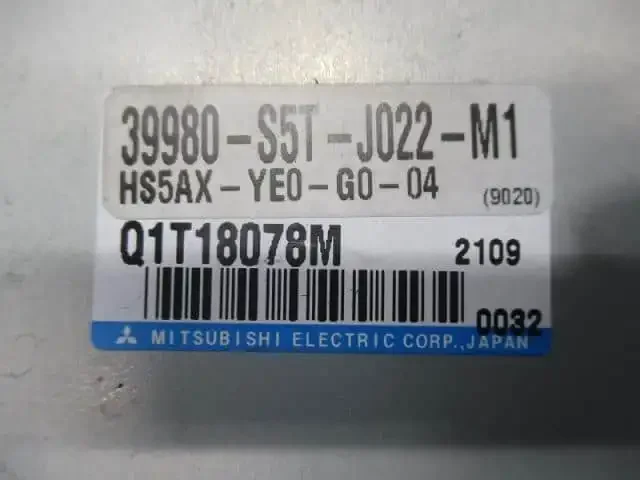 39980-S5T-J022-M1
HS5AX-YE0-G0-04 (9020)
Q1T18078M 2109
0032
MITSUBISHI ELECTRIC CORP.,JAPAN